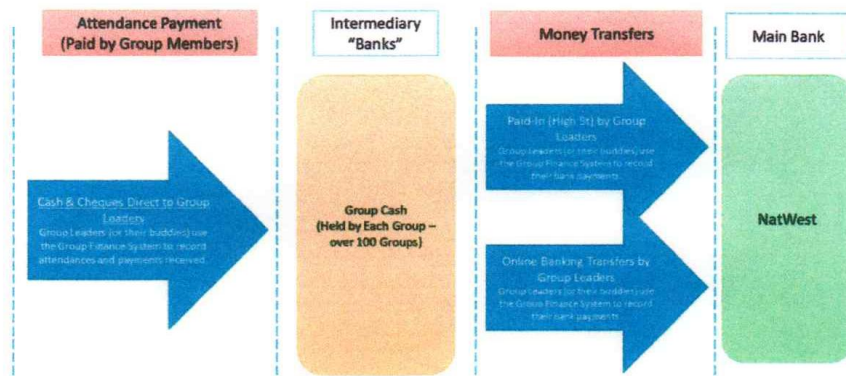 Attendance Payment
(Paid by Group Members)
Intermediary
"Banks"
Money Transfers
Main Bank
Cash & Cheques Direct to Group
Leaders
Group Leaders (or their buddies) use
the Group Finance System to record
attendances and payments received.
Group Cash
(Held by Each Group –
over 100 Groups)
Paid-In (High St) by Group
Leaders
Group Leaders (or their buddies) use
the Group Finance System to record
their bank payments.
Online Banking Transfers by
Group Leaders
Group Leaders (or their buddies) use
the Group Finance System to record
their bank payments
NatWest